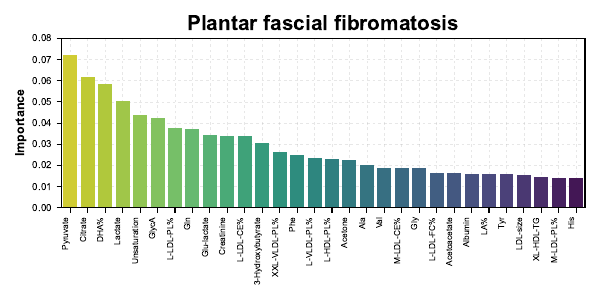 Plantar fascial fibromatosis
Importance
0.08
0.07
0.06
0.05
0.04
0.03
0.02
0.01
0.00
Pyruvate
Citrate
DHA%
Lactate
Unsaturation
GlycA
L-LDL-PL%
Gln
Glu-lactate
Creatinine
L-LDL-CE%
3-Hydroxybutyrate
XXL-VLDL-PL%
Phe
L-VLDL-PL%
L-HDL-PL%
Acetone
Ala
Val
M-LDL-CE%
Gly
L-LDL-FC%
Acetoacetate
Albumin
LA%
Tyr
LDL-size
XL-HDL-TG
M-LDL-PL%
His